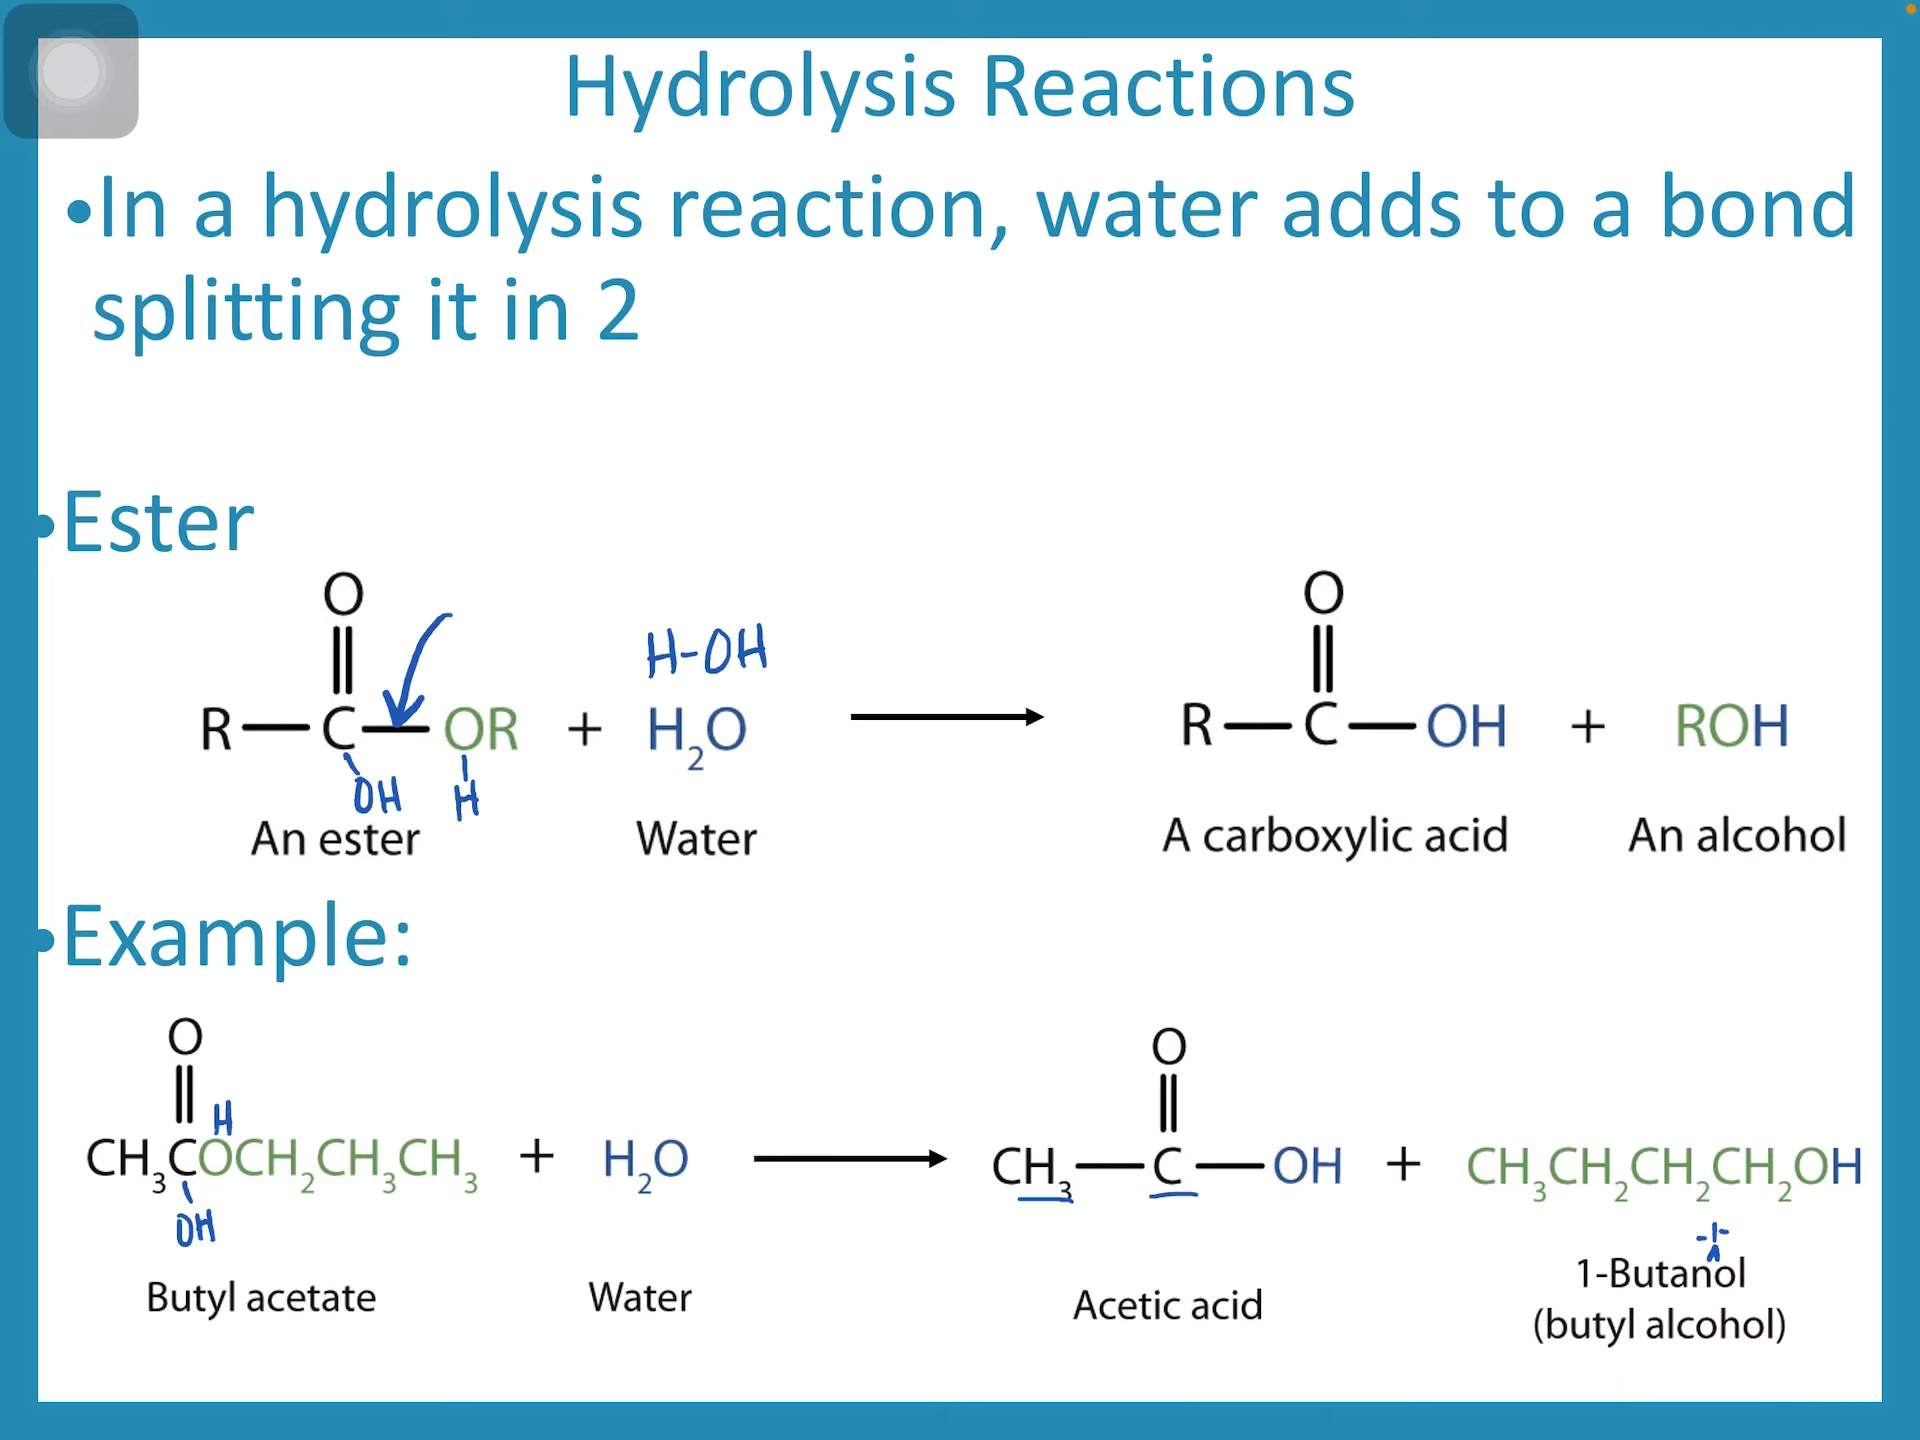 Hydrolysis Reactions
•In a hydrolysis reaction, water adds to a bond
splitting it in 2
•Ester
O
R—C—OR + H₂O
H-OH
OH H
An ester
Water
O
R—C—OH + ROH
A carboxylic acid
An alcohol
•Example:
O
H
CH₃COCH₂CH₃CH₃ + H₂O
OH
Butyl acetate
Water
O
CH₃—C—OH + CH₃CH₂CH₂CH₂OH
Acetic acid
1-Butanol
(butyl alcohol)